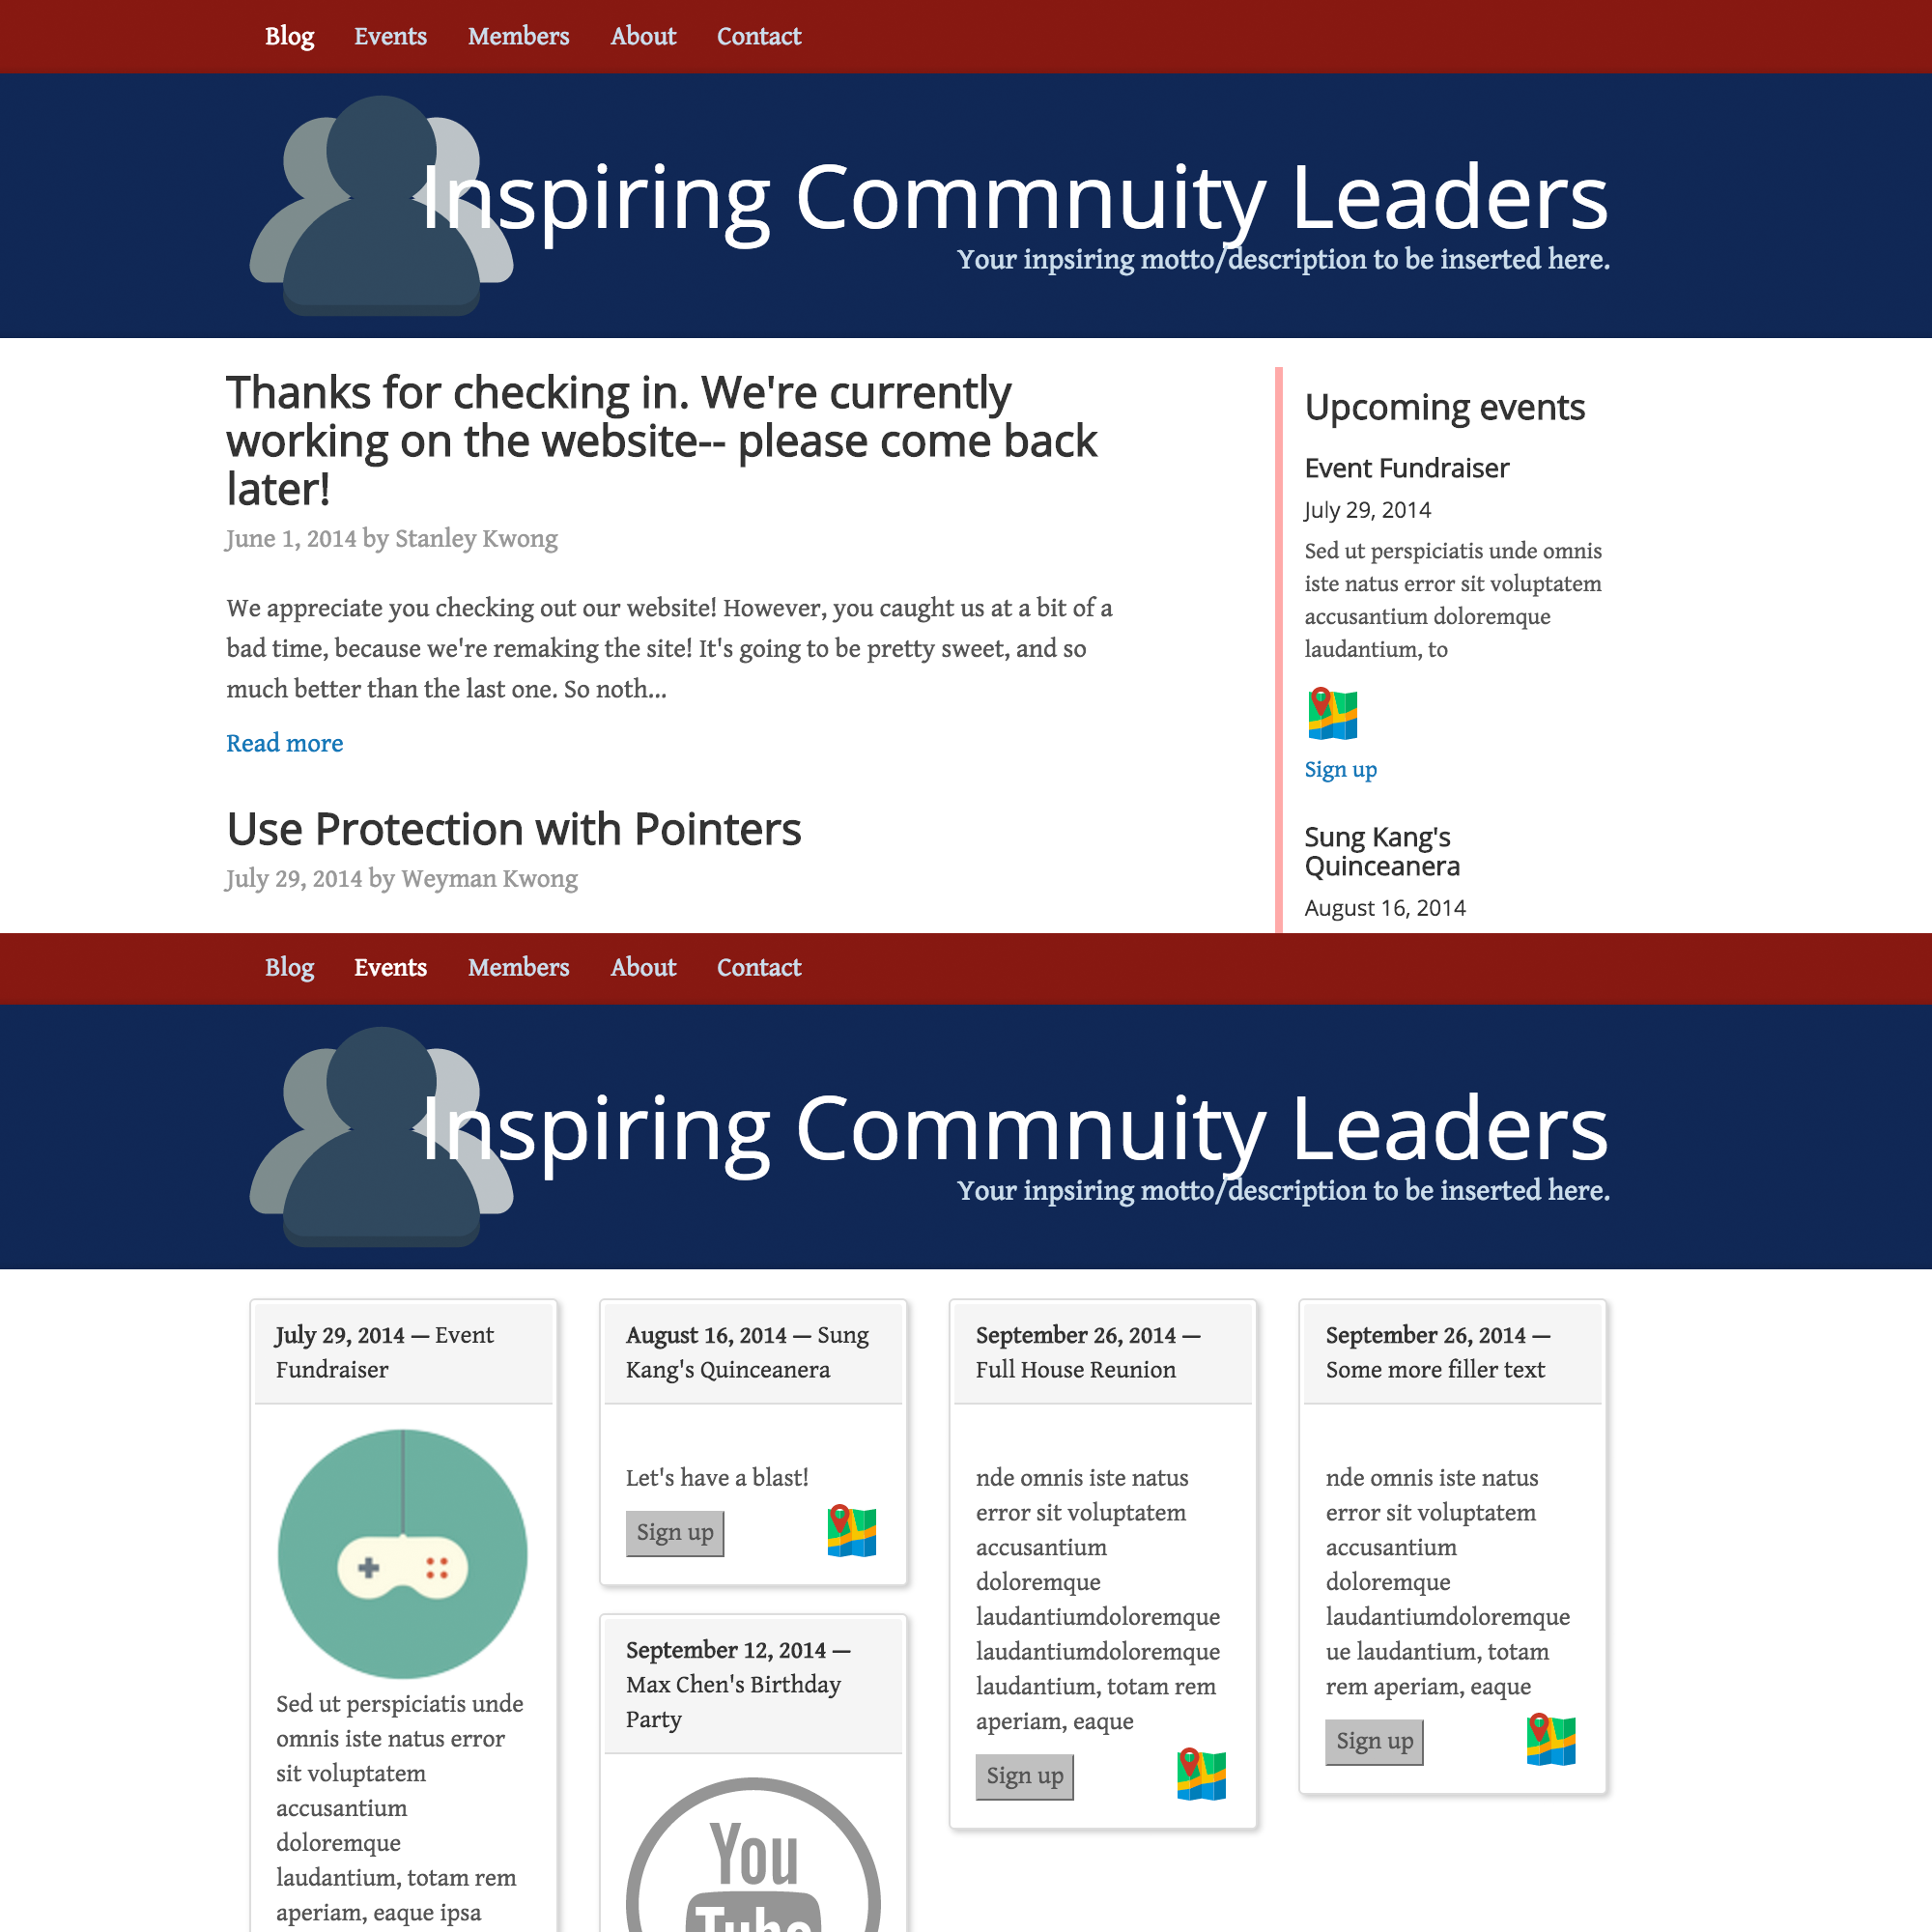 Blog Events Members About Contact
Inspiring Commnuity Leaders
Your inpsiring motto/description to be inserted here.
Thanks for checking in. We're currently
working on the website-- please come back
later!
June 1, 2014 by Stanley Kwong
We appreciate you checking out our website! However, you caught us at a bit of a
bad time, because we're remaking the site! It's going to be pretty sweet, and so
much better than the last one. So noth...
Read more
Use Protection with Pointers
July 29, 2014 by Weyman Kwong
Upcoming events
Event Fundraiser
July 29, 2014
Sed ut perspiciatis unde omnis
iste natus error sit voluptatem
accusantium doloremque
laudantium, to
Sign up
Sung Kang's
Quinceanera
August 16, 2014
Blog Events Members About Contact
Inspiring Commnuity Leaders
Your inpsiring motto/description to be inserted here.
July 29, 2014 — Event
Fundraiser
Sed ut perspiciatis unde
omnis iste natus error
sit voluptatem
accusantium
doloremque
laudantium, totam rem
aperiam, eaque ipsa
August 16, 2014 — Sung
Kang's Quinceanera
Let's have a blast!
Sign up
September 12, 2014 —
Max Chen's Birthday
Party
You
Tube
September 26, 2014 —
Full House Reunion
nde omnis iste natus
error sit voluptatem
accusantium
doloremque
laudantiumdoloremque
laudantiumdoloremque
laudantium, totam rem
aperiam, eaque
Sign up
September 26, 2014 —
Some more filler text
nde omnis iste natus
error sit voluptatem
accusantium
doloremque
laudantiumdoloremque
ue laudantium, totam
rem aperiam, eaque
Sign up